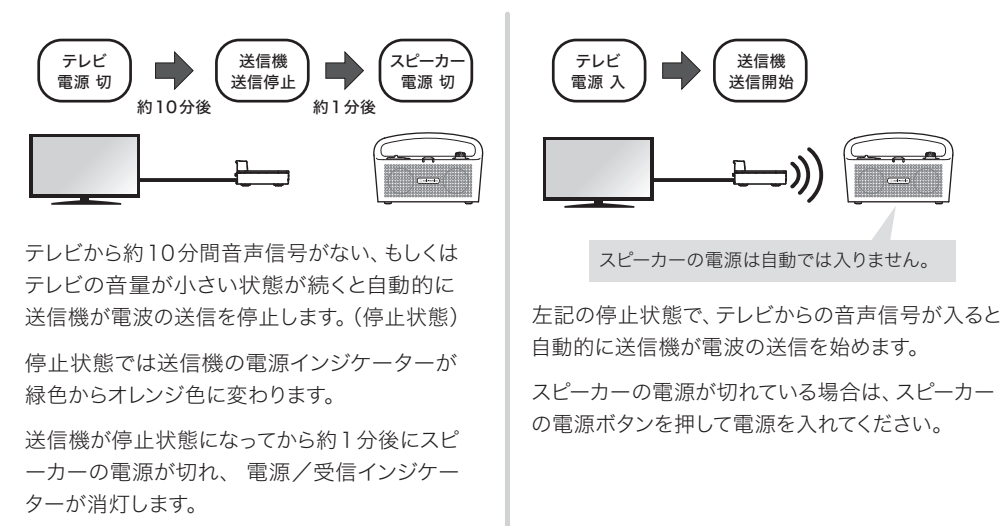 テレビ
電源 切
約10分後
送信機
送信停止
約1分後
スピーカー
電源 切
テレビから約10分間音声信号がない、もしくは
テレビの音量が小さい状態が続くと自動的に
送信機が電波の送信を停止します。（停止状態）
停止状態では送信機の電源インジケーターが
緑色からオレンジ色に変わります。
送信機が停止状態になってから約1分後にスピ
ーカーの電源が切れ、 電源／受信インジケー
ターが消灯します。
テレビ
電源 入
送信機
送信開始
スピーカーの電源は自動では入りません。
左記の停止状態で、テレビからの音声信号が入ると
自動的に送信機が電波の送信を始めます。
スピーカーの電源が切れている場合は、スピーカー
の電源ボタンを押して電源を入れてください。